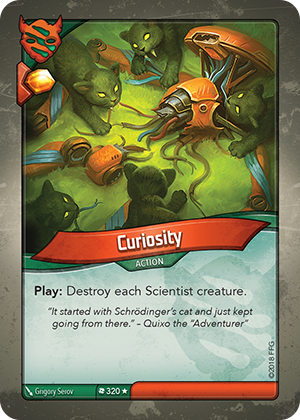 Curiosity
ACTION
Play: Destroy each Scientist creature.
"It started with Schrödinger's cat and just kept
going from there." - Quixo the "Adventurer"
©2018 FFG
Grigory Serov
320